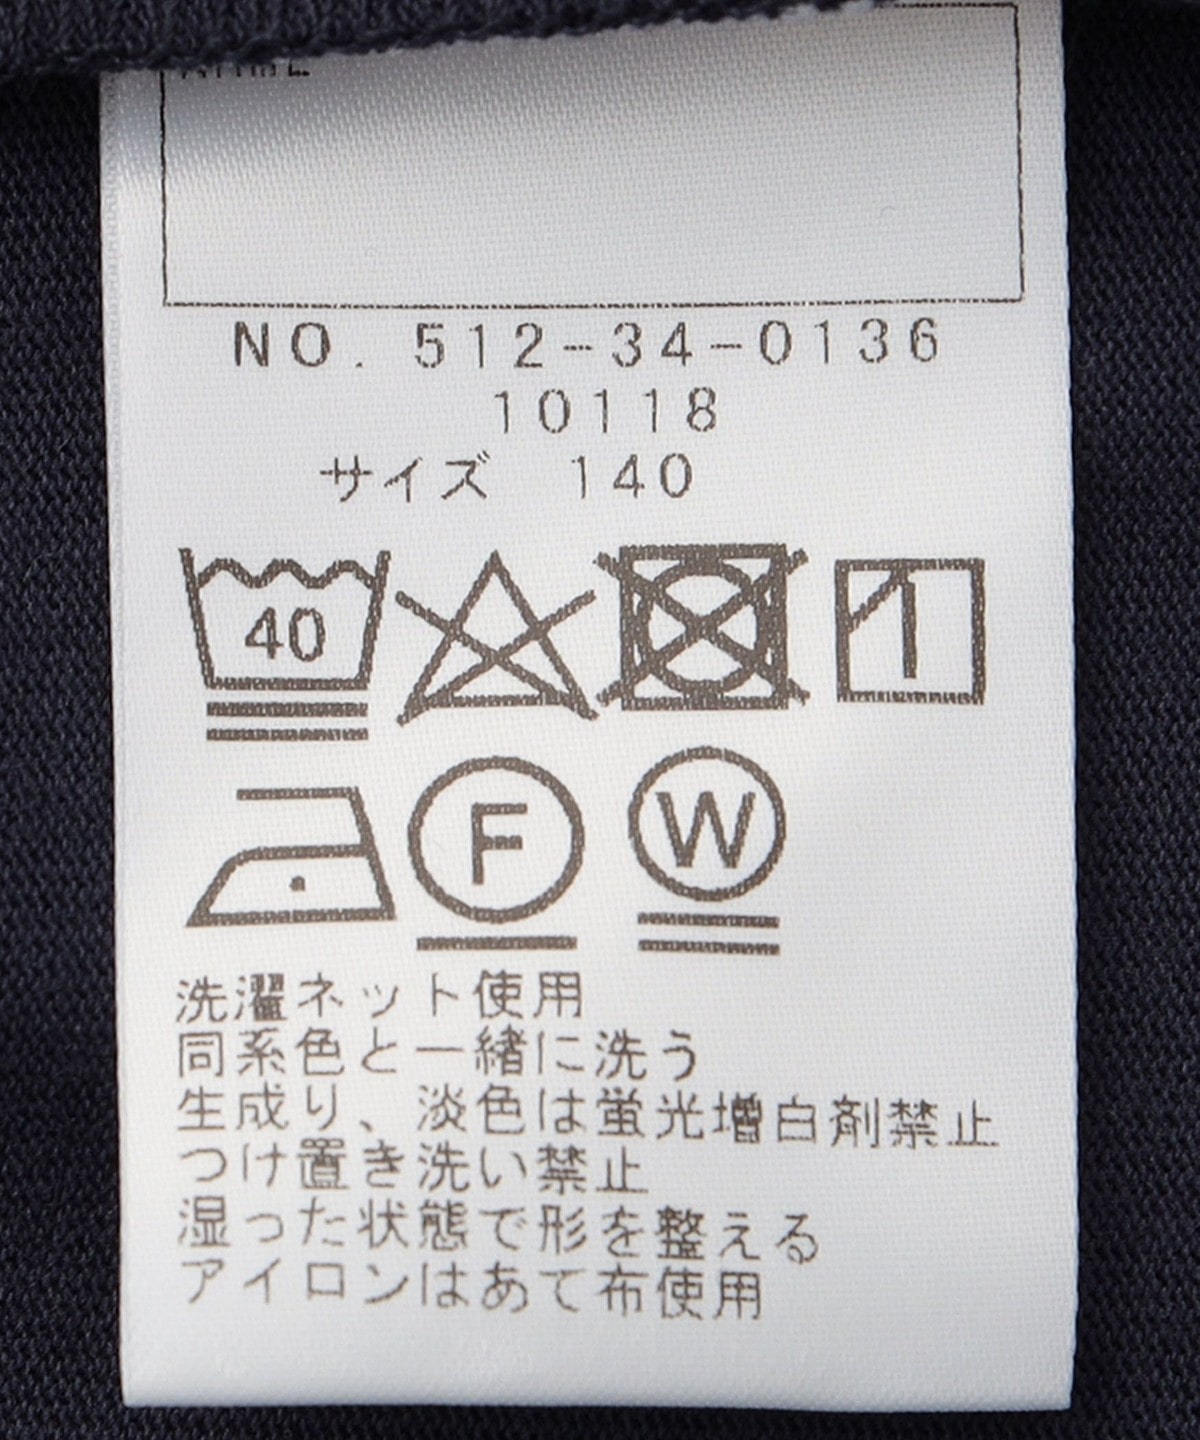 NO. 512-34-0136
10118
サイズ 140
40
F
W
洗濯ネット使用
同系色と一緒に洗う
生成り、淡色は蛍光増白剤禁止
つけ置き洗い禁止
湿った状態で形を整える
アイロンはあて布使用